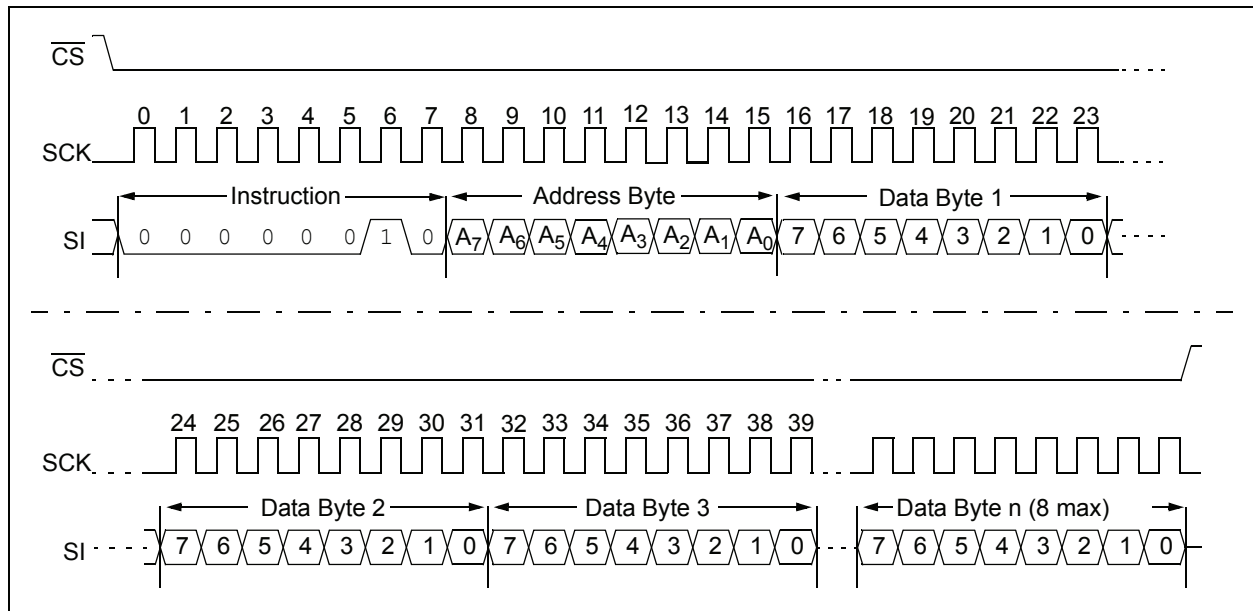 CS
0 1 2 3 4 5 6 7 8 9 10 11 12 13 14 15 16 17 18 19 20 21 22 23
SCK
Instruction Address Byte Data Byte 1
SI 0 0 0 0 0 0 1 0 A7 A6 A5 A4 A3 A2 A1 A0 7 6 5 4 3 2 1 0
CS
24 25 26 27 28 29 30 31 32 33 34 35 36 37 38 39
SCK
Data Byte 2 Data Byte 3 Data Byte n (8 max)
SI 7 6 5 4 3 2 1 0 7 6 5 4 3 2 1 0 7 6 5 4 3 2 1 0